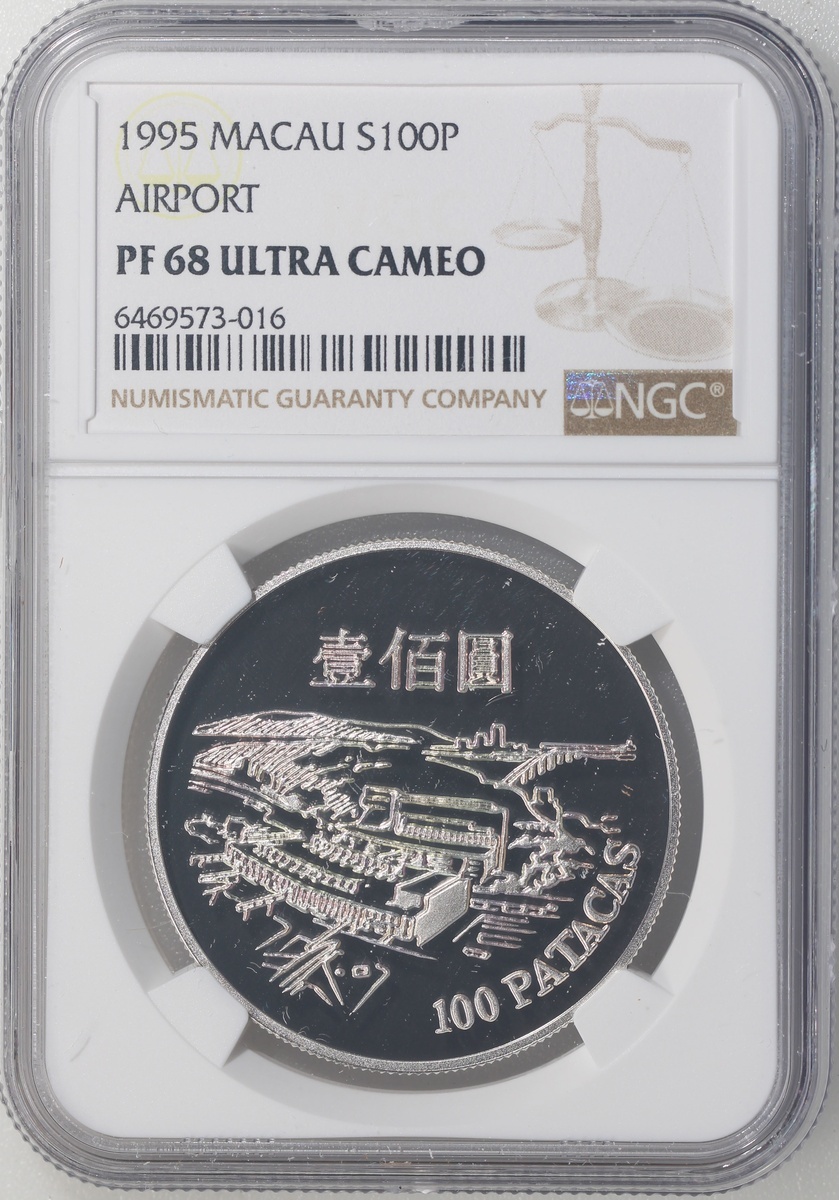 1995 MACAU S100P
AIRPORT
PF 68 ULTRA CAMEO
6469573-016
NUMISMATIC GUARANTY COMPANY
NGC®
壹佰圓
100 PATACAS